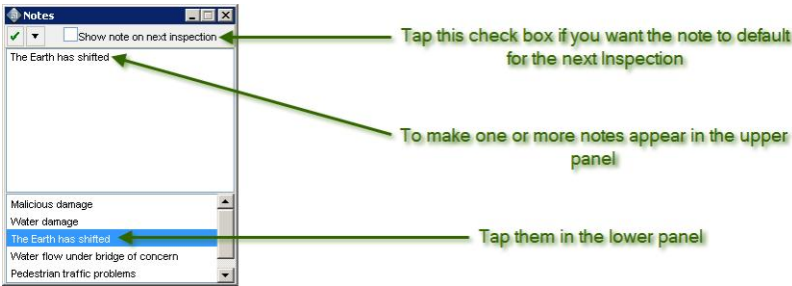 Notes
Show note on next inspection
The Earth has shifted
Malicious damage
Water damage
The Earth has shifted
Water flow under bridge of concern
Pedestrian traffic problems
Tap this check box if you want the note to default
for the next Inspection
To make one or more notes appear in the upper
panel
Tap them in the lower panel